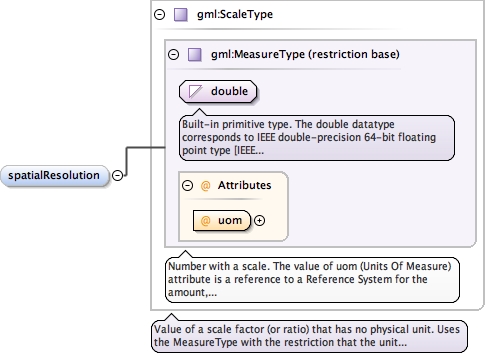 gml:ScaleType
gml:MeasureType (restriction base)
double
Built-in primitive type. The double datatype
corresponds to IEEE double-precision 64-bit floating
point type [IEEE...
spatialResolution
@ Attributes
@ uom
Number with a scale. The value of uom (Units Of Measure)
attribute is a reference to a Reference System for the
amount,...
Value of a scale factor (or ratio) that has no physical unit. Uses
the MeasureType with the restriction that the unit...